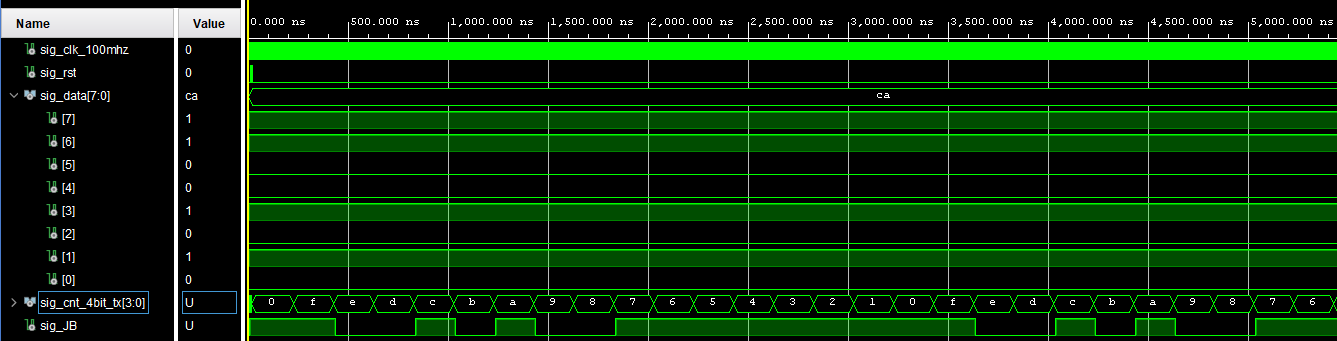 Name Value 0.000 ns 500.000 ns 1,000.000 ns 1,500.000 ns 2,000.000 ns 2,500.000 ns 3,000.000 ns 3,500.000 ns 4,000.000 ns 4,500.000 ns 5,000.000 ns
sig_clk_100mhz 0
sig_rst 0
sig_data[7:0] ca ca
[7] 1
[6] 1
[5] 0
[4] 0
[3] 1
[2] 0
[1] 1
[0] 0
sig_cnt_4bit_tx[3:0] U 0 f e d c b a 9 8 7 6 5 4 3 2 1 0 f e d c b a 9 8 7 6
sig_JB U